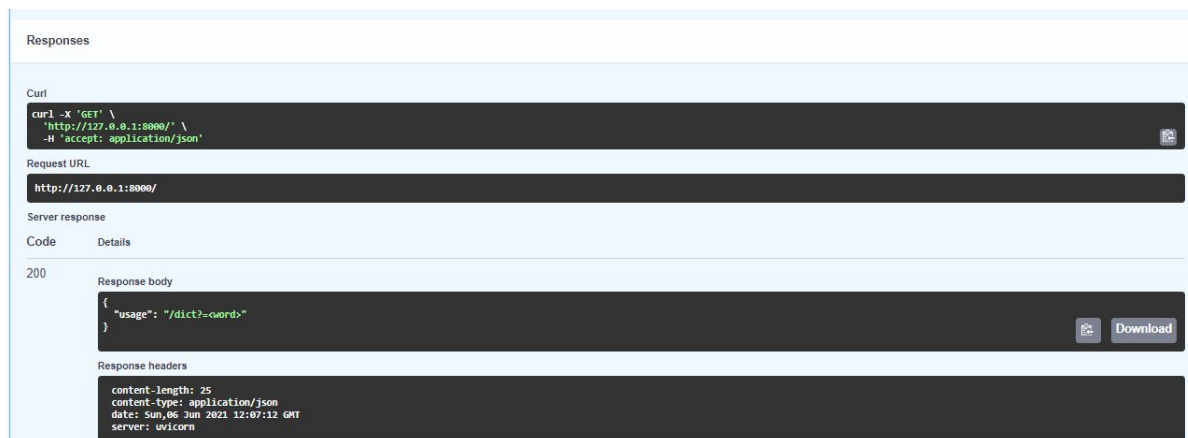 Responses
Curl
curl -X 'GET' \
'http://127.0.0.1:8000/' \
-H 'accept: application/json'
Request URL
http://127.0.0.1:8000/
Server response
Code Details
200
Response body
{
"usage": "/dict?=<word>"
}
Download
Response headers
content-length: 25
content-type: application/json
date: Sun,06 Jun 2021 12:07:12 GMT
server: uvicorn